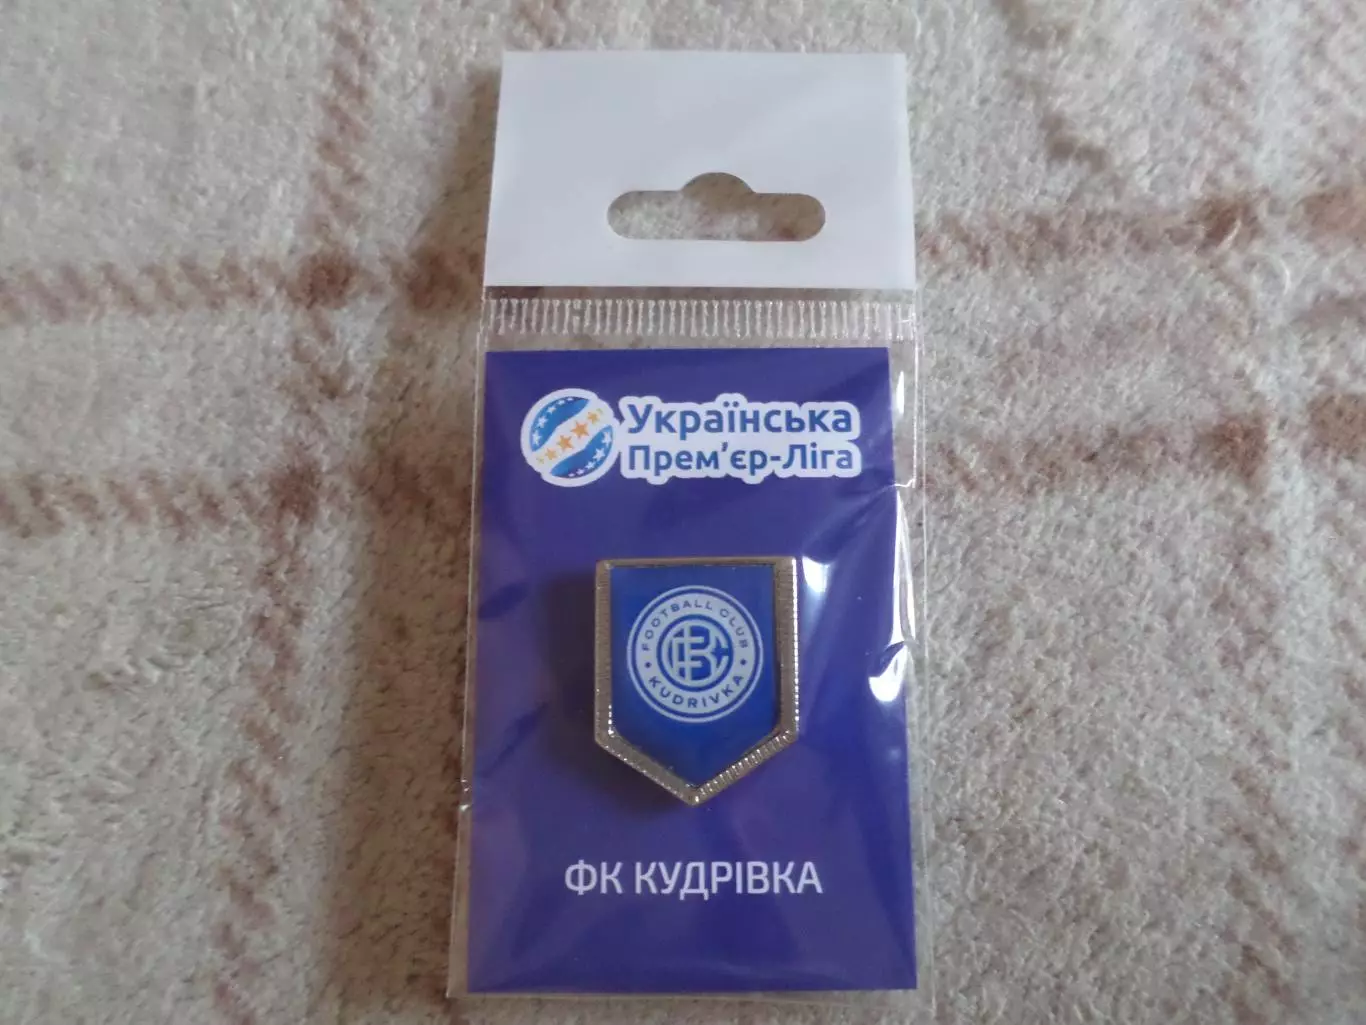 Українська
Прем'єр-Ліга
FOOTBALL CLUB
KUDRIVKA
ФК КУДРІВКА